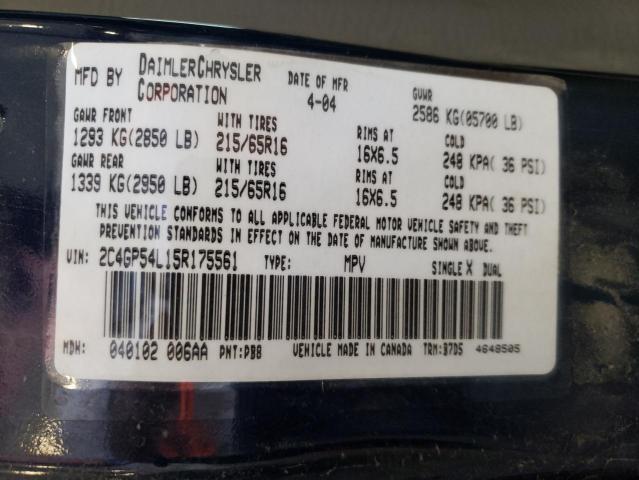 MFD BY DAIMLERCHRYSLER CORPORATION DATE OF MFR 4-04 GVWR 2586 KG(05700 LB)
GAWR FRONT WITH TIRES RIMS AT COLD
1293 KG(2850 LB) 215/65R16 16X6.5 248 KPA( 36 PSI)
GAWR REAR WITH TIRES RIMS AT COLD
1339 KG(2950 LB) 215/65R16 16X6.5 248 KPA( 36 PSI)
THIS VEHICLE CONFORMS TO ALL APPLICABLE FEDERAL MOTOR VEHICLE SAFETY AND THEFT
PREVENTION STANDARDS IN EFFECT ON THE DATE OF MANUFACTURE SHOWN ABOVE.
VIN: 2C4GP54L15R175561 TYPE: MPV SINGLE X DUAL
MDH: 040102 006AA PNT:PB8 VEHICLE MADE IN CANADA TRM:B7D5 4648505